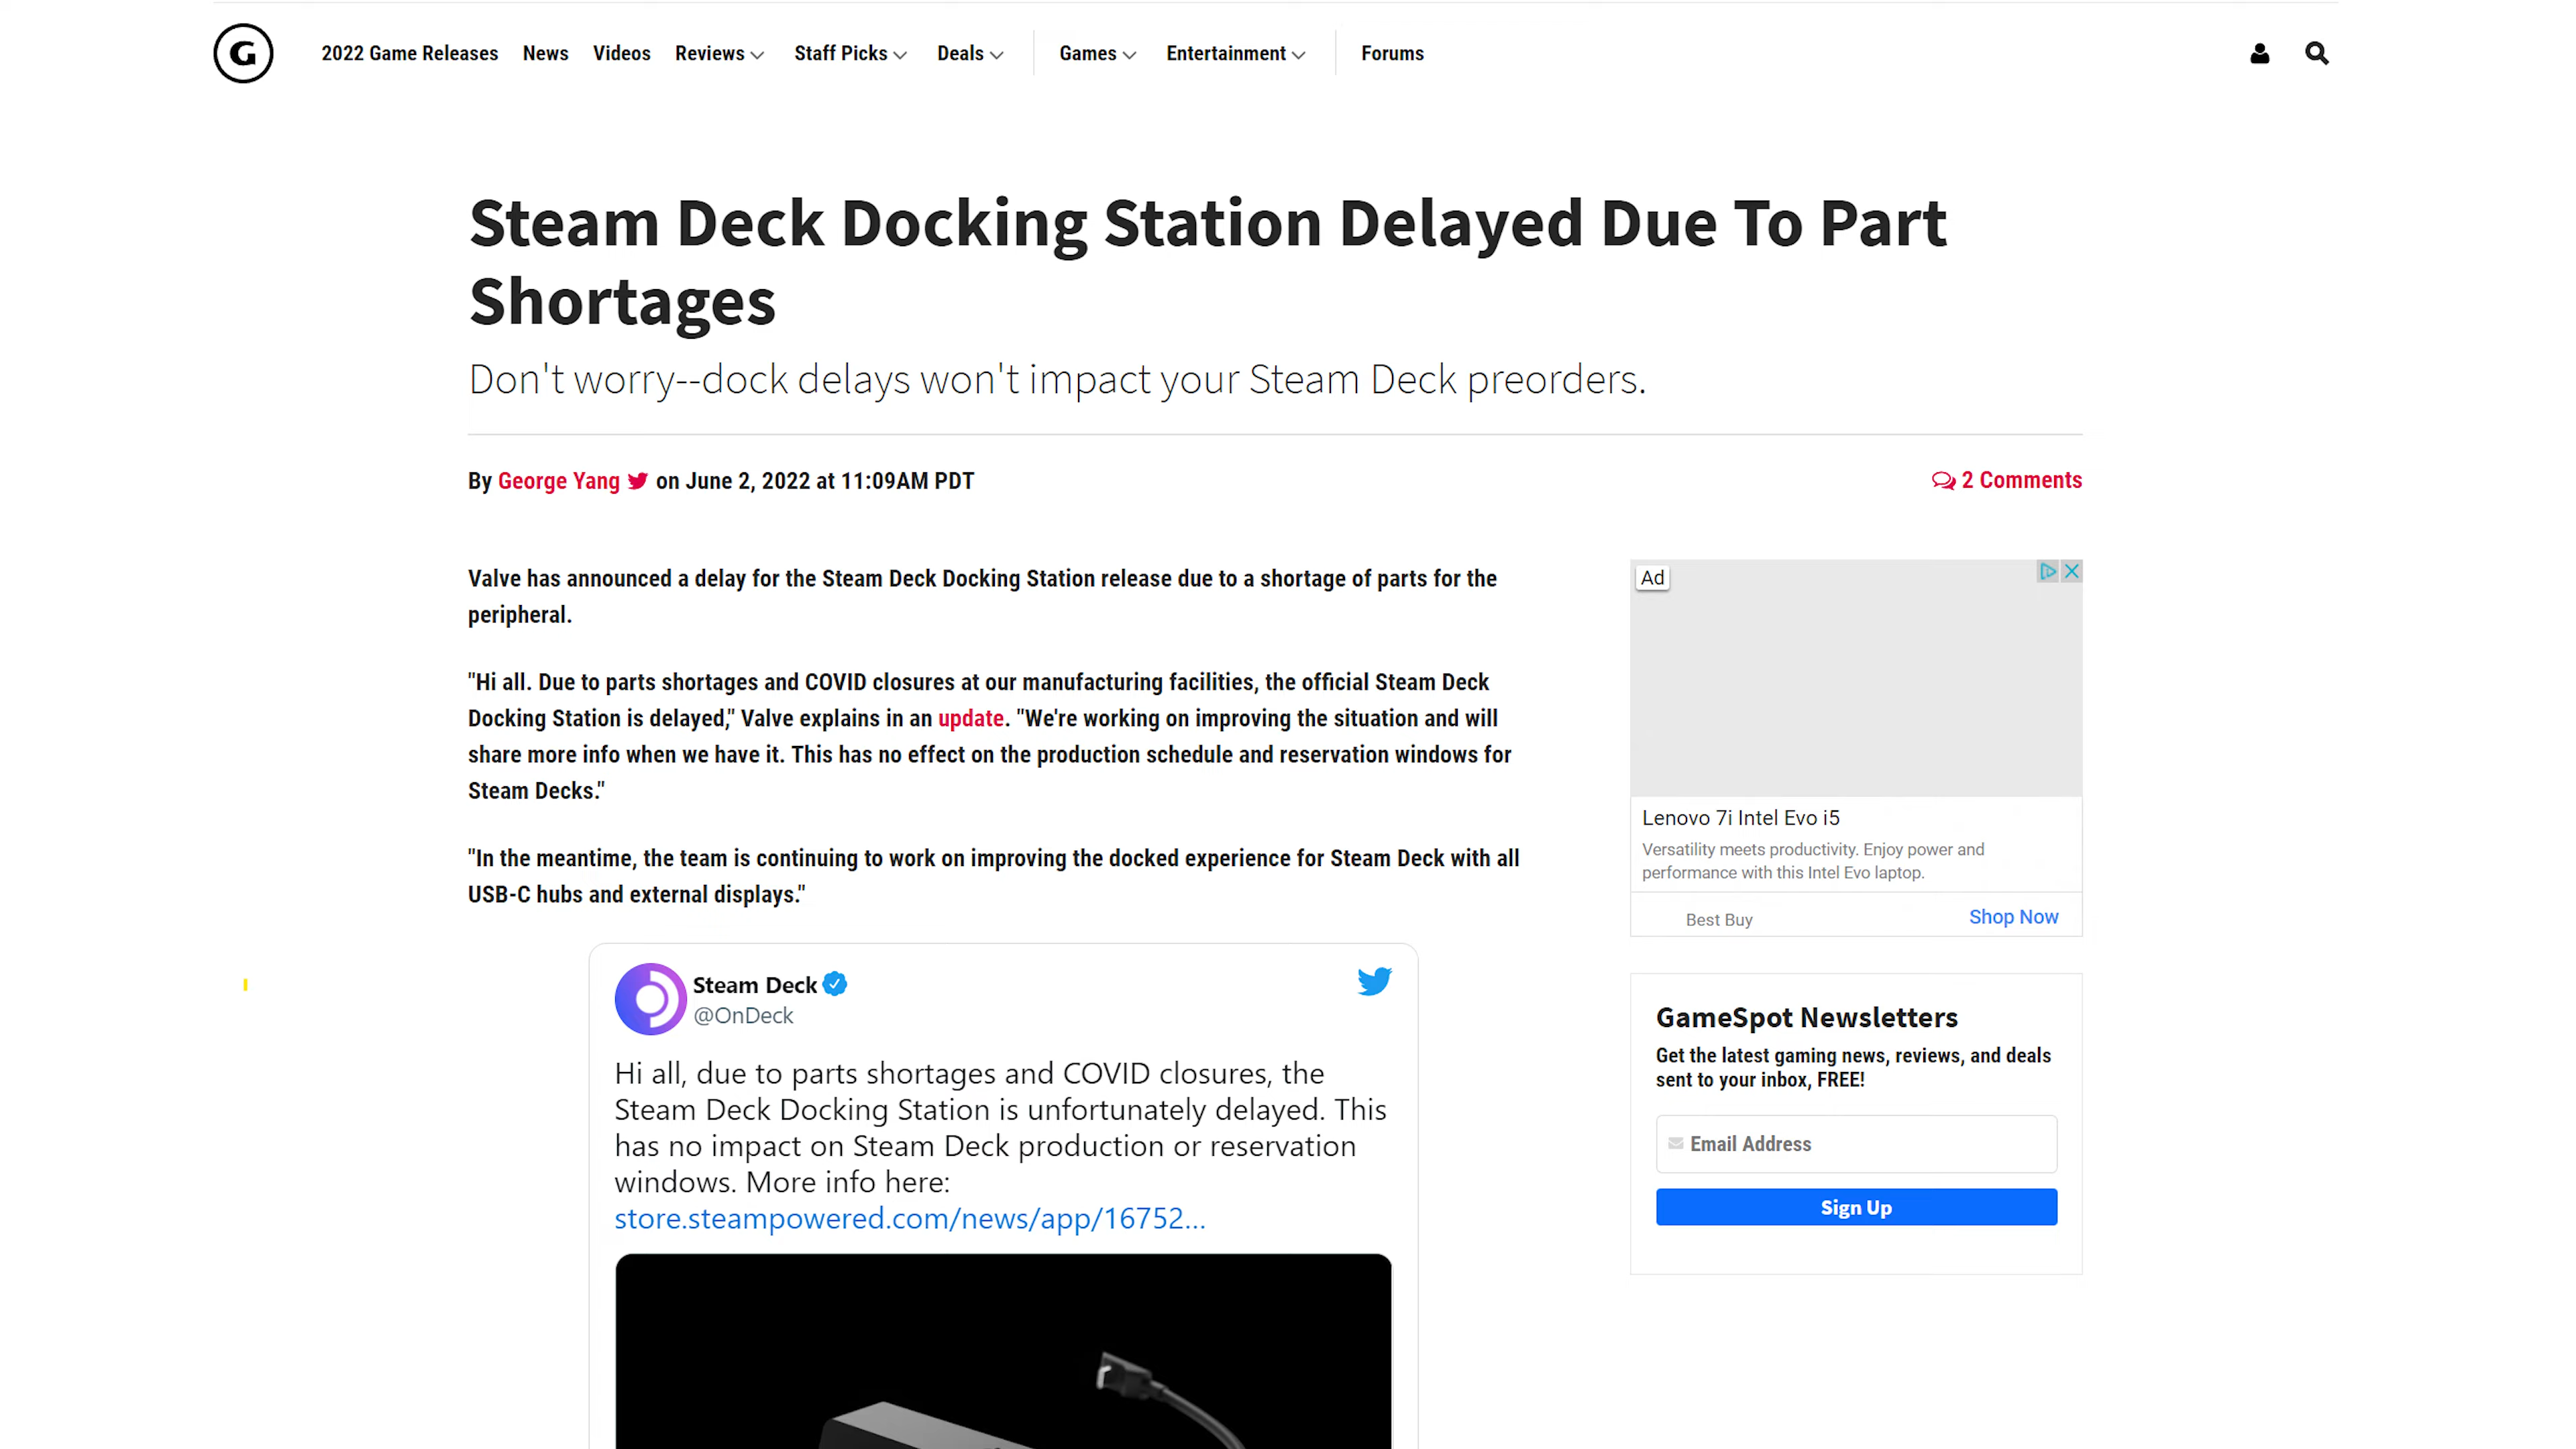 G
2022 Game Releases News Videos Reviews Staff Picks Deals Games Entertainment Forums
Steam Deck Docking Station Delayed Due To Part
Shortages
Don't worry--dock delays won't impact your Steam Deck preorders.
By George Yang on June 2, 2022 at 11:09AM PDT
2 Comments
Valve has announced a delay for the Steam Deck Docking Station release due to a shortage of parts for the
peripheral.
"Hi all. Due to parts shortages and COVID closures at our manufacturing facilities, the official Steam Deck
Docking Station is delayed," Valve explains in an update. "We're working on improving the situation and will
share more info when we have it. This has no effect on the production schedule and reservation windows for
Steam Decks."
"In the meantime, the team is continuing to work on improving the docked experience for Steam Deck with all
USB-C hubs and external displays."
Steam Deck
@OnDeck
Hi all, due to parts shortages and COVID closures, the
Steam Deck Docking Station is unfortunately delayed. This
has no impact on Steam Deck production or reservation
windows. More info here:
store.steampowered.com/news/app/16752...
Ad
Lenovo 7i Intel Evo i5
Versatility meets productivity. Enjoy power and
performance with this Intel Evo laptop.
Best Buy
Shop Now
GameSpot Newsletters
Get the latest gaming news, reviews, and deals
sent to your inbox, FREE!
Email Address
Sign Up